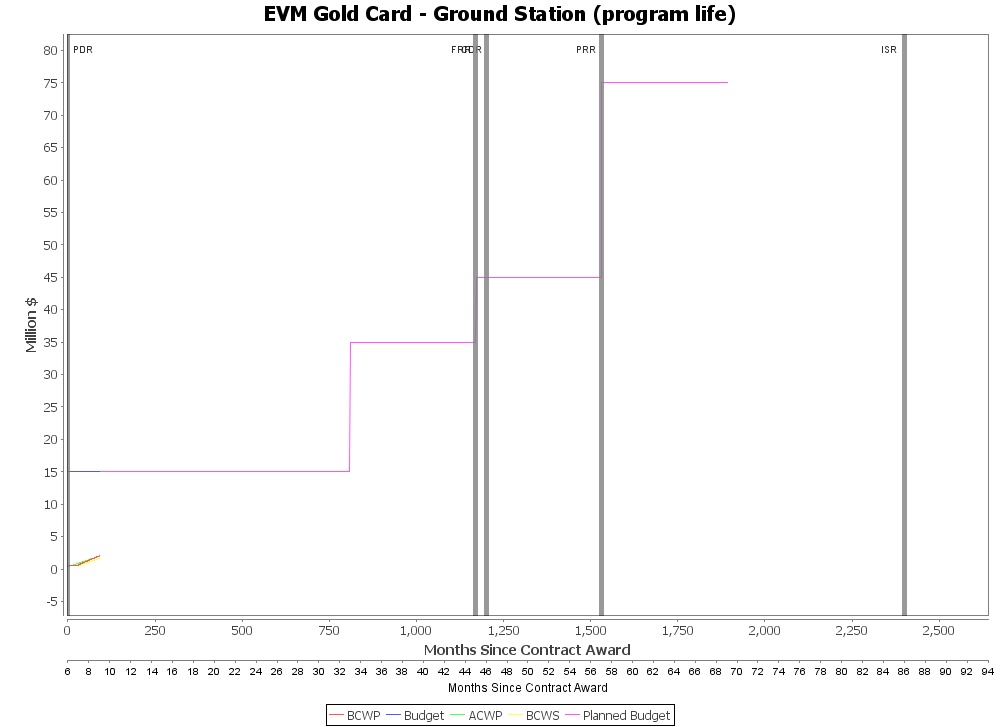 EVM Gold Card - Ground Station (program life)
PDR FRR CDR PRR ISR
80
75
70
65
60
55
50
45
40
35
30
25
20
15
10
5
0
-5
Million $
0 250 500 750 1,000 1,250 1,500 1,750 2,000 2,250 2,500
Months Since Contract Award
6 8 10 12 14 16 18 20 22 24 26 28 30 32 34 36 38 40 42 44 46 48 50 52 54 56 58 60 62 64 66 68 70 72 74 76 78 80 82 84 86 88 90 92 94
Months Since Contract Award
BCWP Budget ACWP BCWS Planned Budget